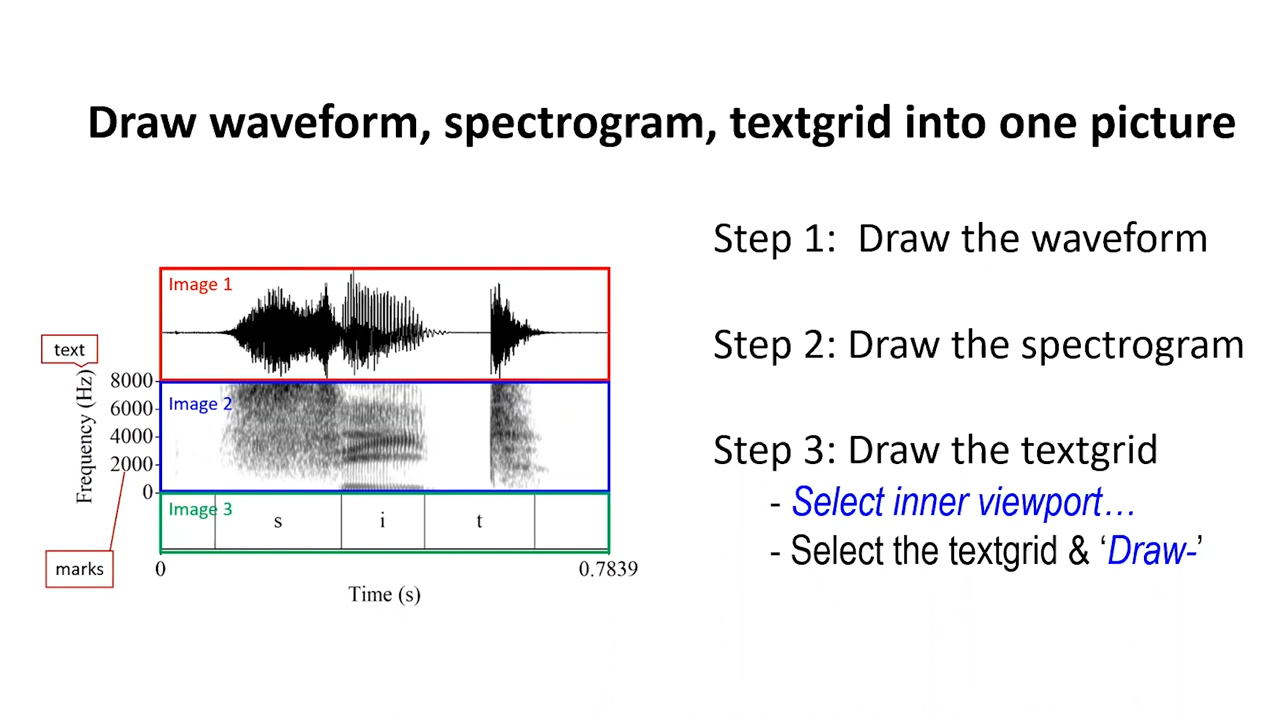 Draw waveform, spectrogram, textgrid into one picture
Image 1
text
Frequency (Hz)
8000
6000
4000
2000
0
Image 2
Image 3
s i t
marks
0 0.7839
Time (s)
Step 1: Draw the waveform
Step 2: Draw the spectrogram
Step 3: Draw the textgrid
- Select inner viewport…
- Select the textgrid & ‘Draw-’